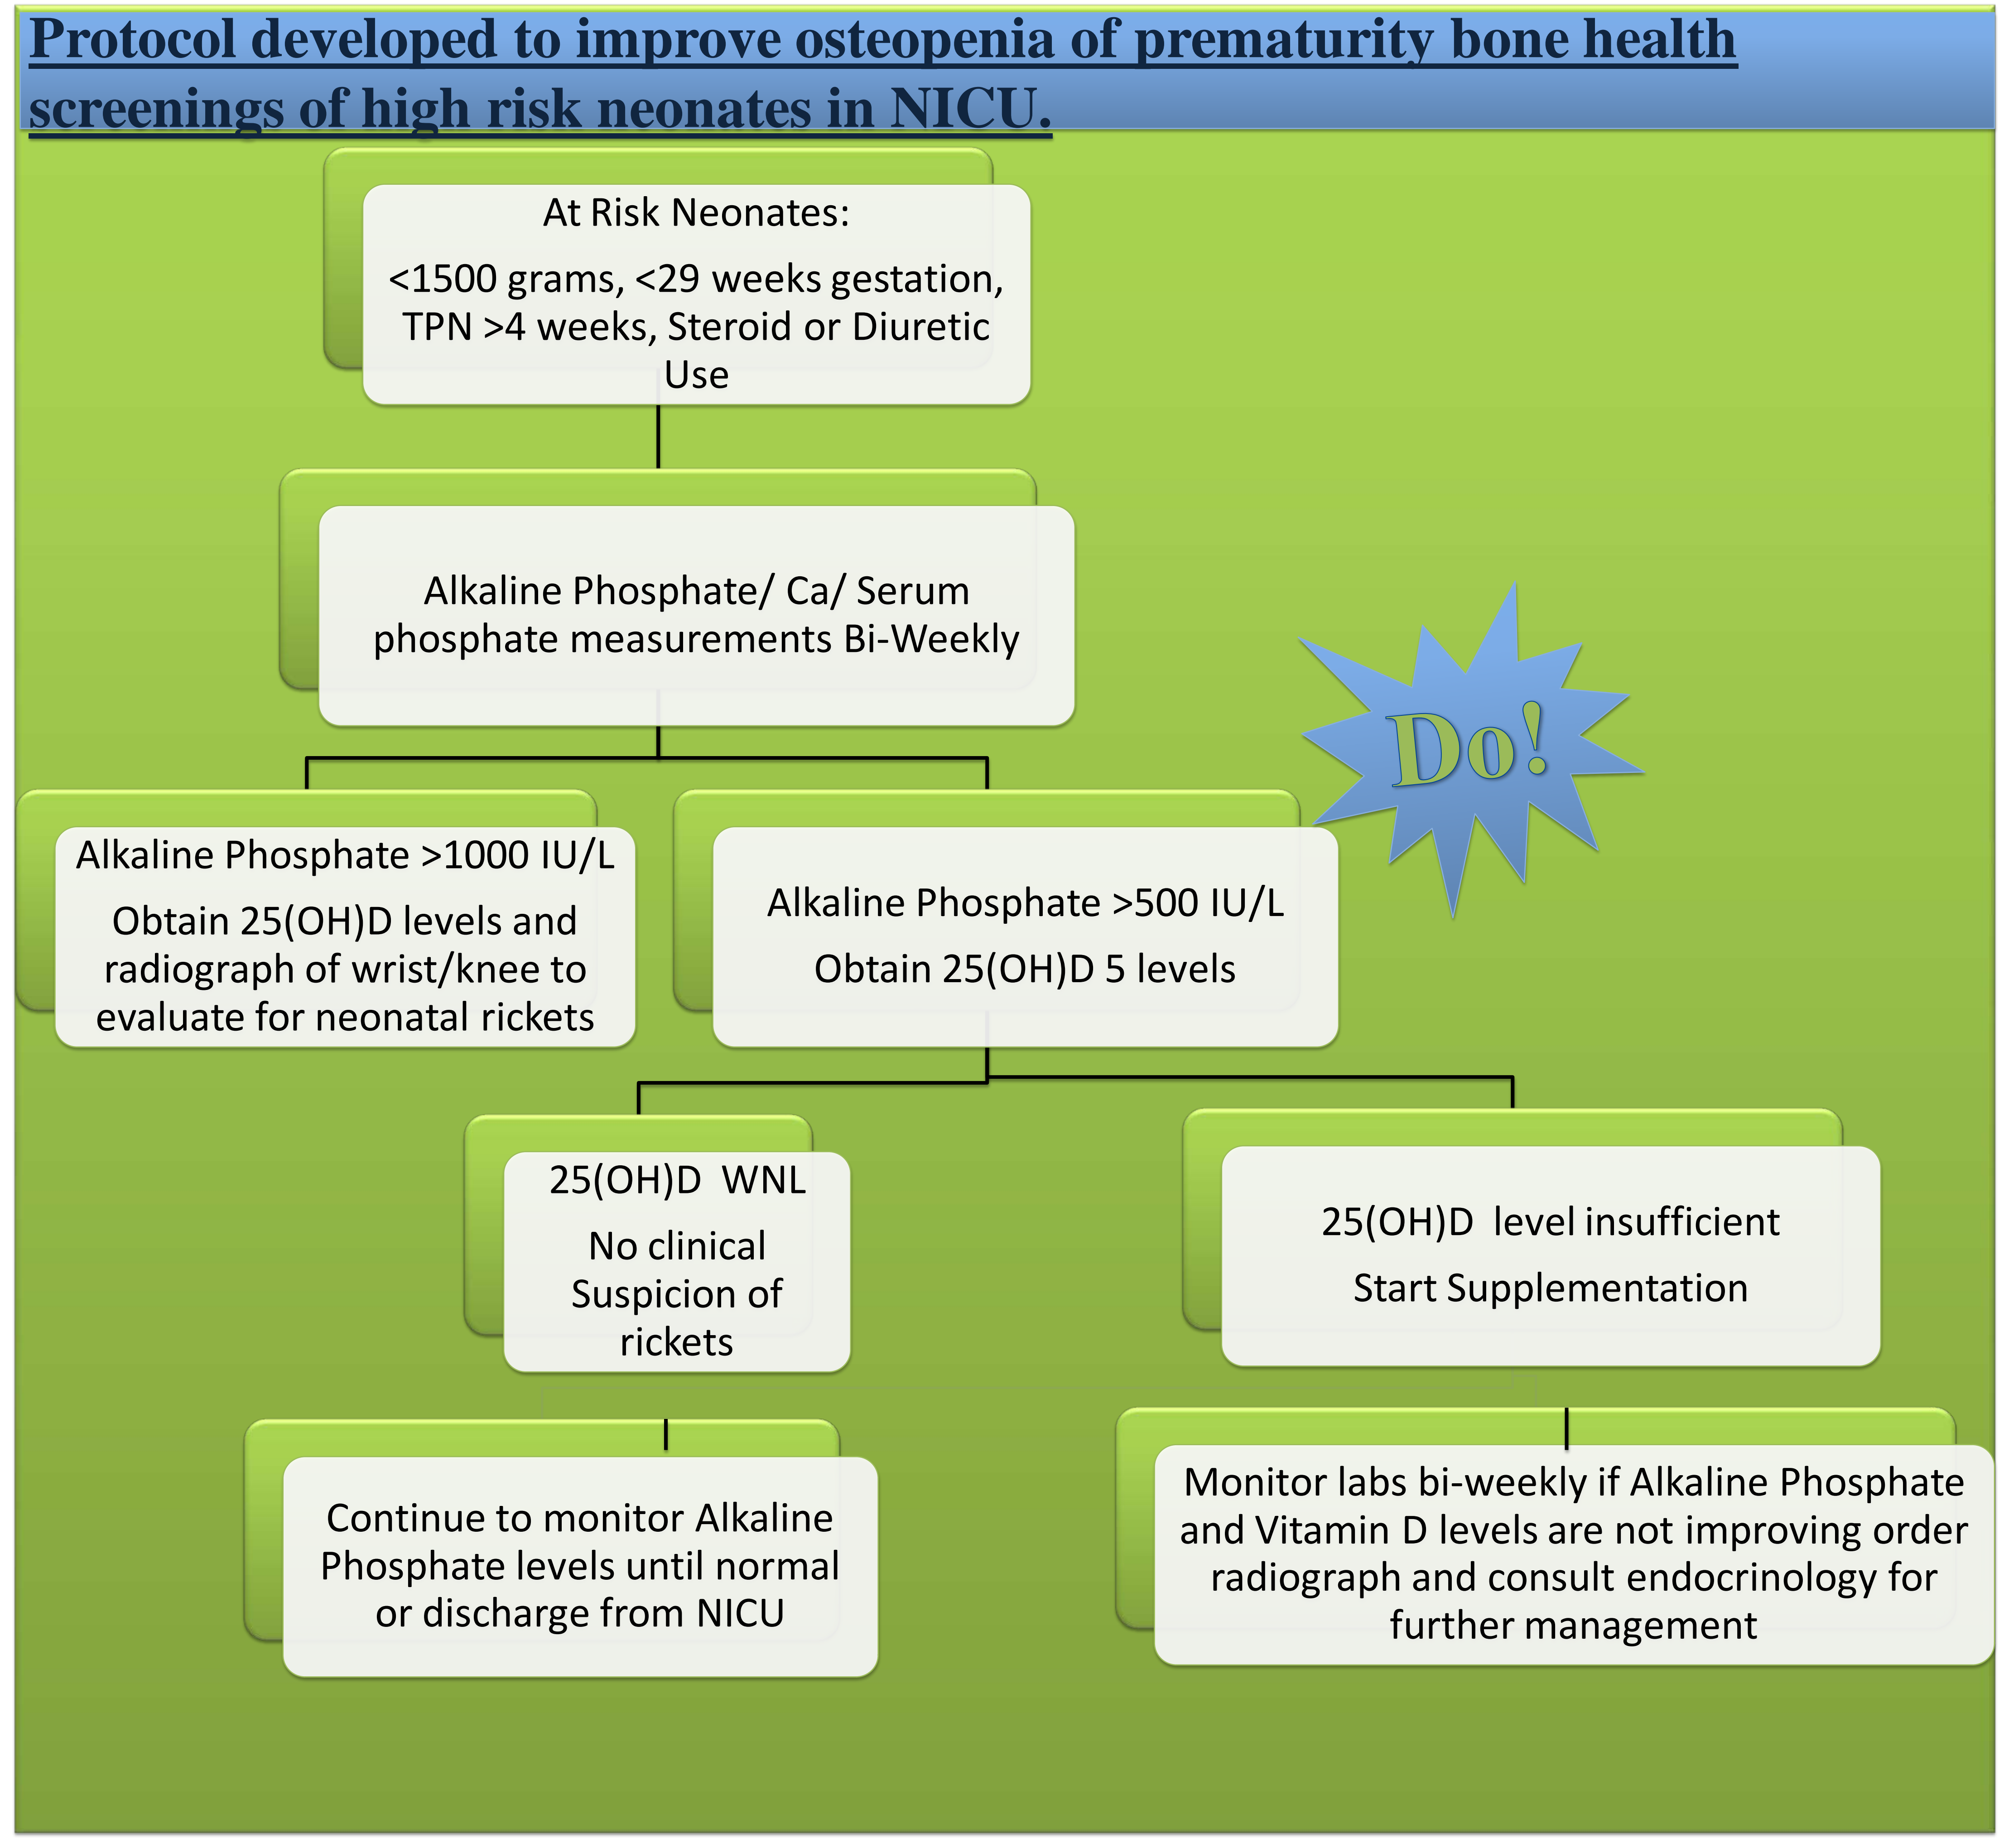 Protocol developed to improve osteopenia of prematurity bone health
screenings of high risk neonates in NICU.
At Risk Neonates:
<1500 grams, <29 weeks gestation,
TPN >4 weeks, Steroid or Diuretic
Use
Alkaline Phosphate/ Ca/ Serum
phosphate measurements Bi-Weekly
Do!
Alkaline Phosphate >1000 IU/L
Obtain 25(OH)D levels and
radiograph of wrist/knee to
evaluate for neonatal rickets
Alkaline Phosphate >500 IU/L
Obtain 25(OH)D 5 levels
25(OH)D  WNL
No clinical
Suspicion of
rickets
25(OH)D  level insufficient
Start Supplementation
Continue to monitor Alkaline
Phosphate levels until normal
or discharge from NICU
Monitor labs bi-weekly if Alkaline Phosphate
and Vitamin D levels are not improving order
radiograph and consult endocrinology for
further management